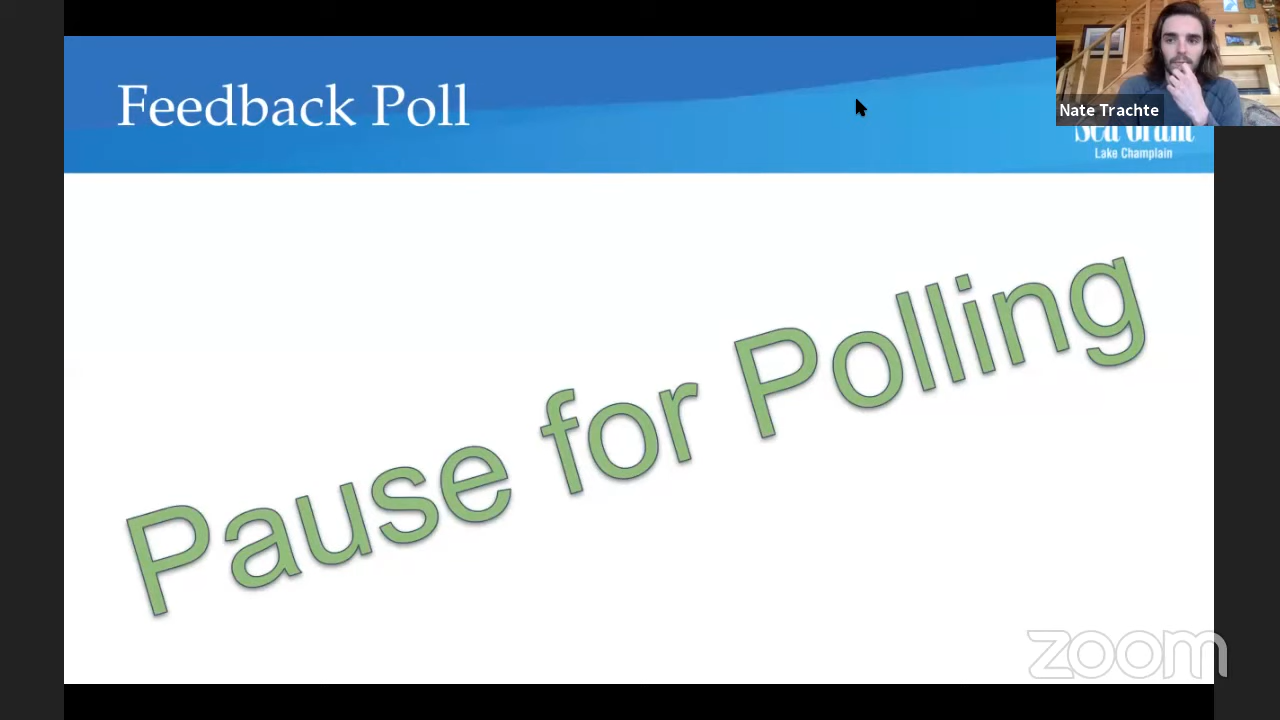 Feedback Poll
Nate Trachte
Sea Grant
Lake Champlain
Pause for Polling
zoom